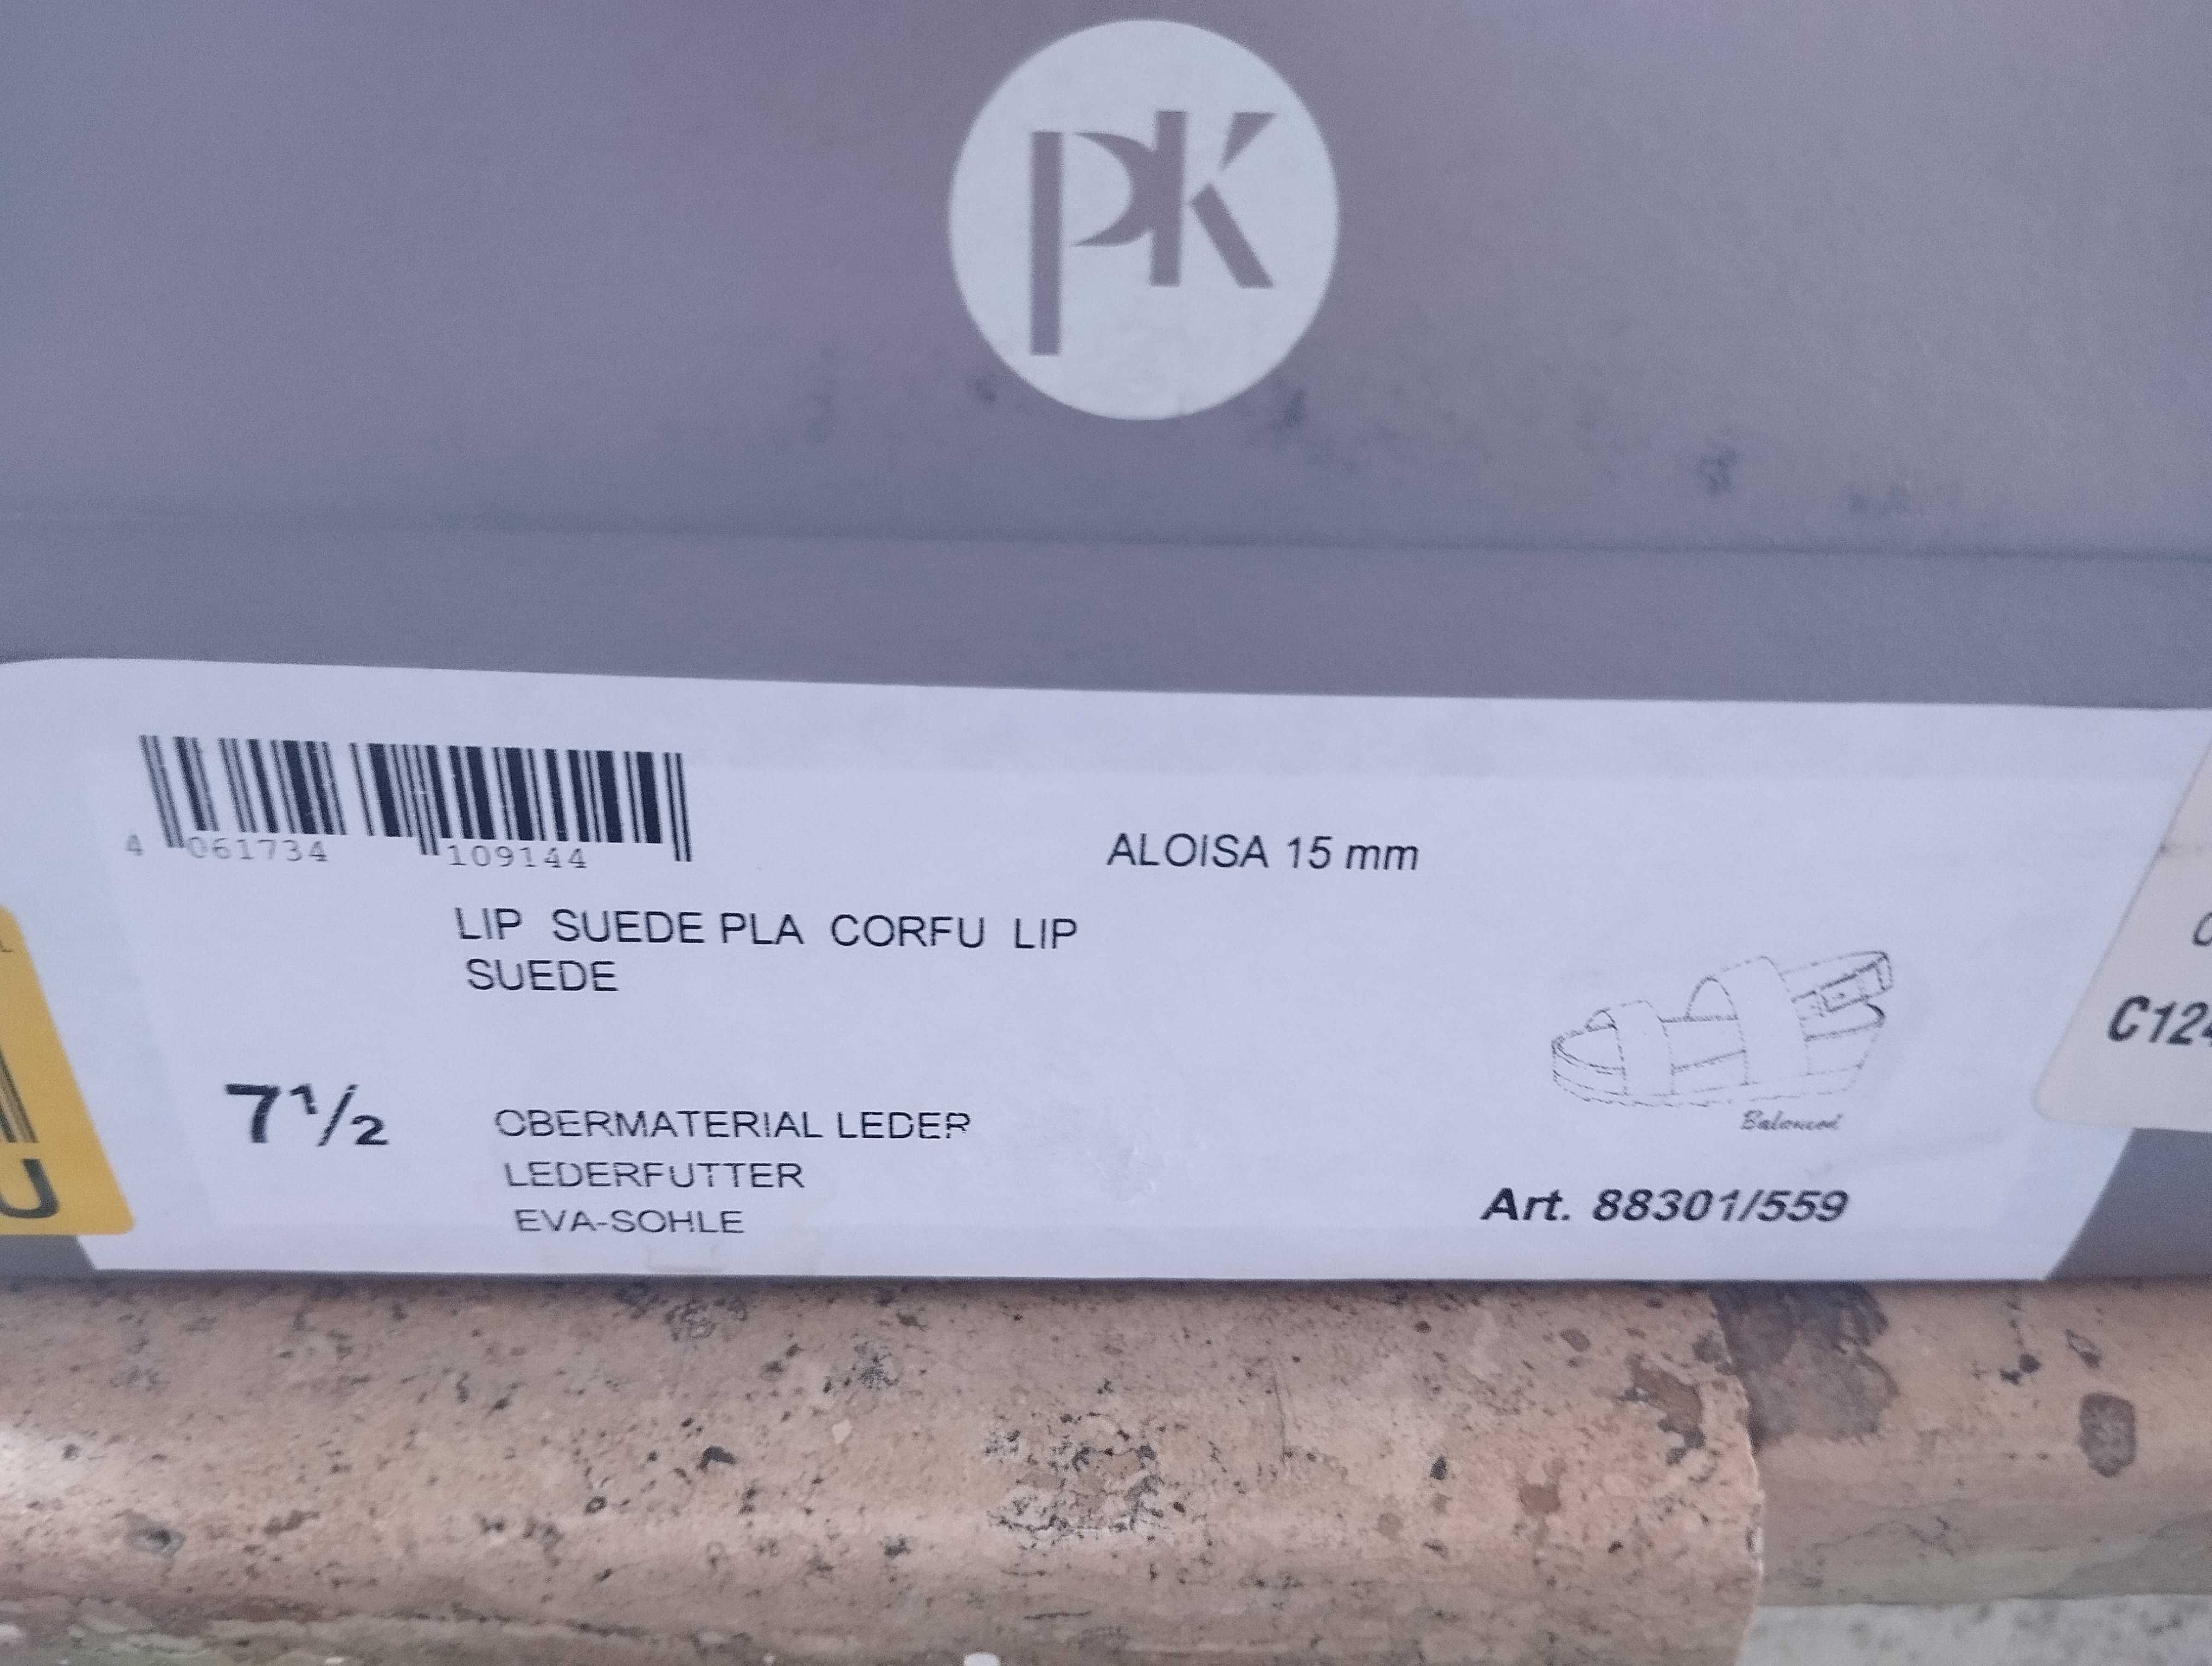 PK
4 061734 109144
ALOISA 15 mm
LIP SUEDE PLA CORFU LIP
SUEDE
7½
OBERMATERIAL LEDER
LEDERFUTTER
EVA-SOHLE
Balanced
Art. 88301/559
C124
U